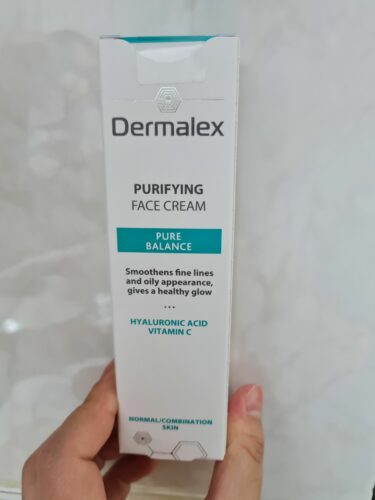 Dermalex
PURIFYING
FACE CREAM
PURE
BALANCE
Smoothens fine lines
and oily appearance,
gives a healthy glow
...
HYALURONIC ACID
VITAMIN C
NORMAL/COMBINATION
SKIN